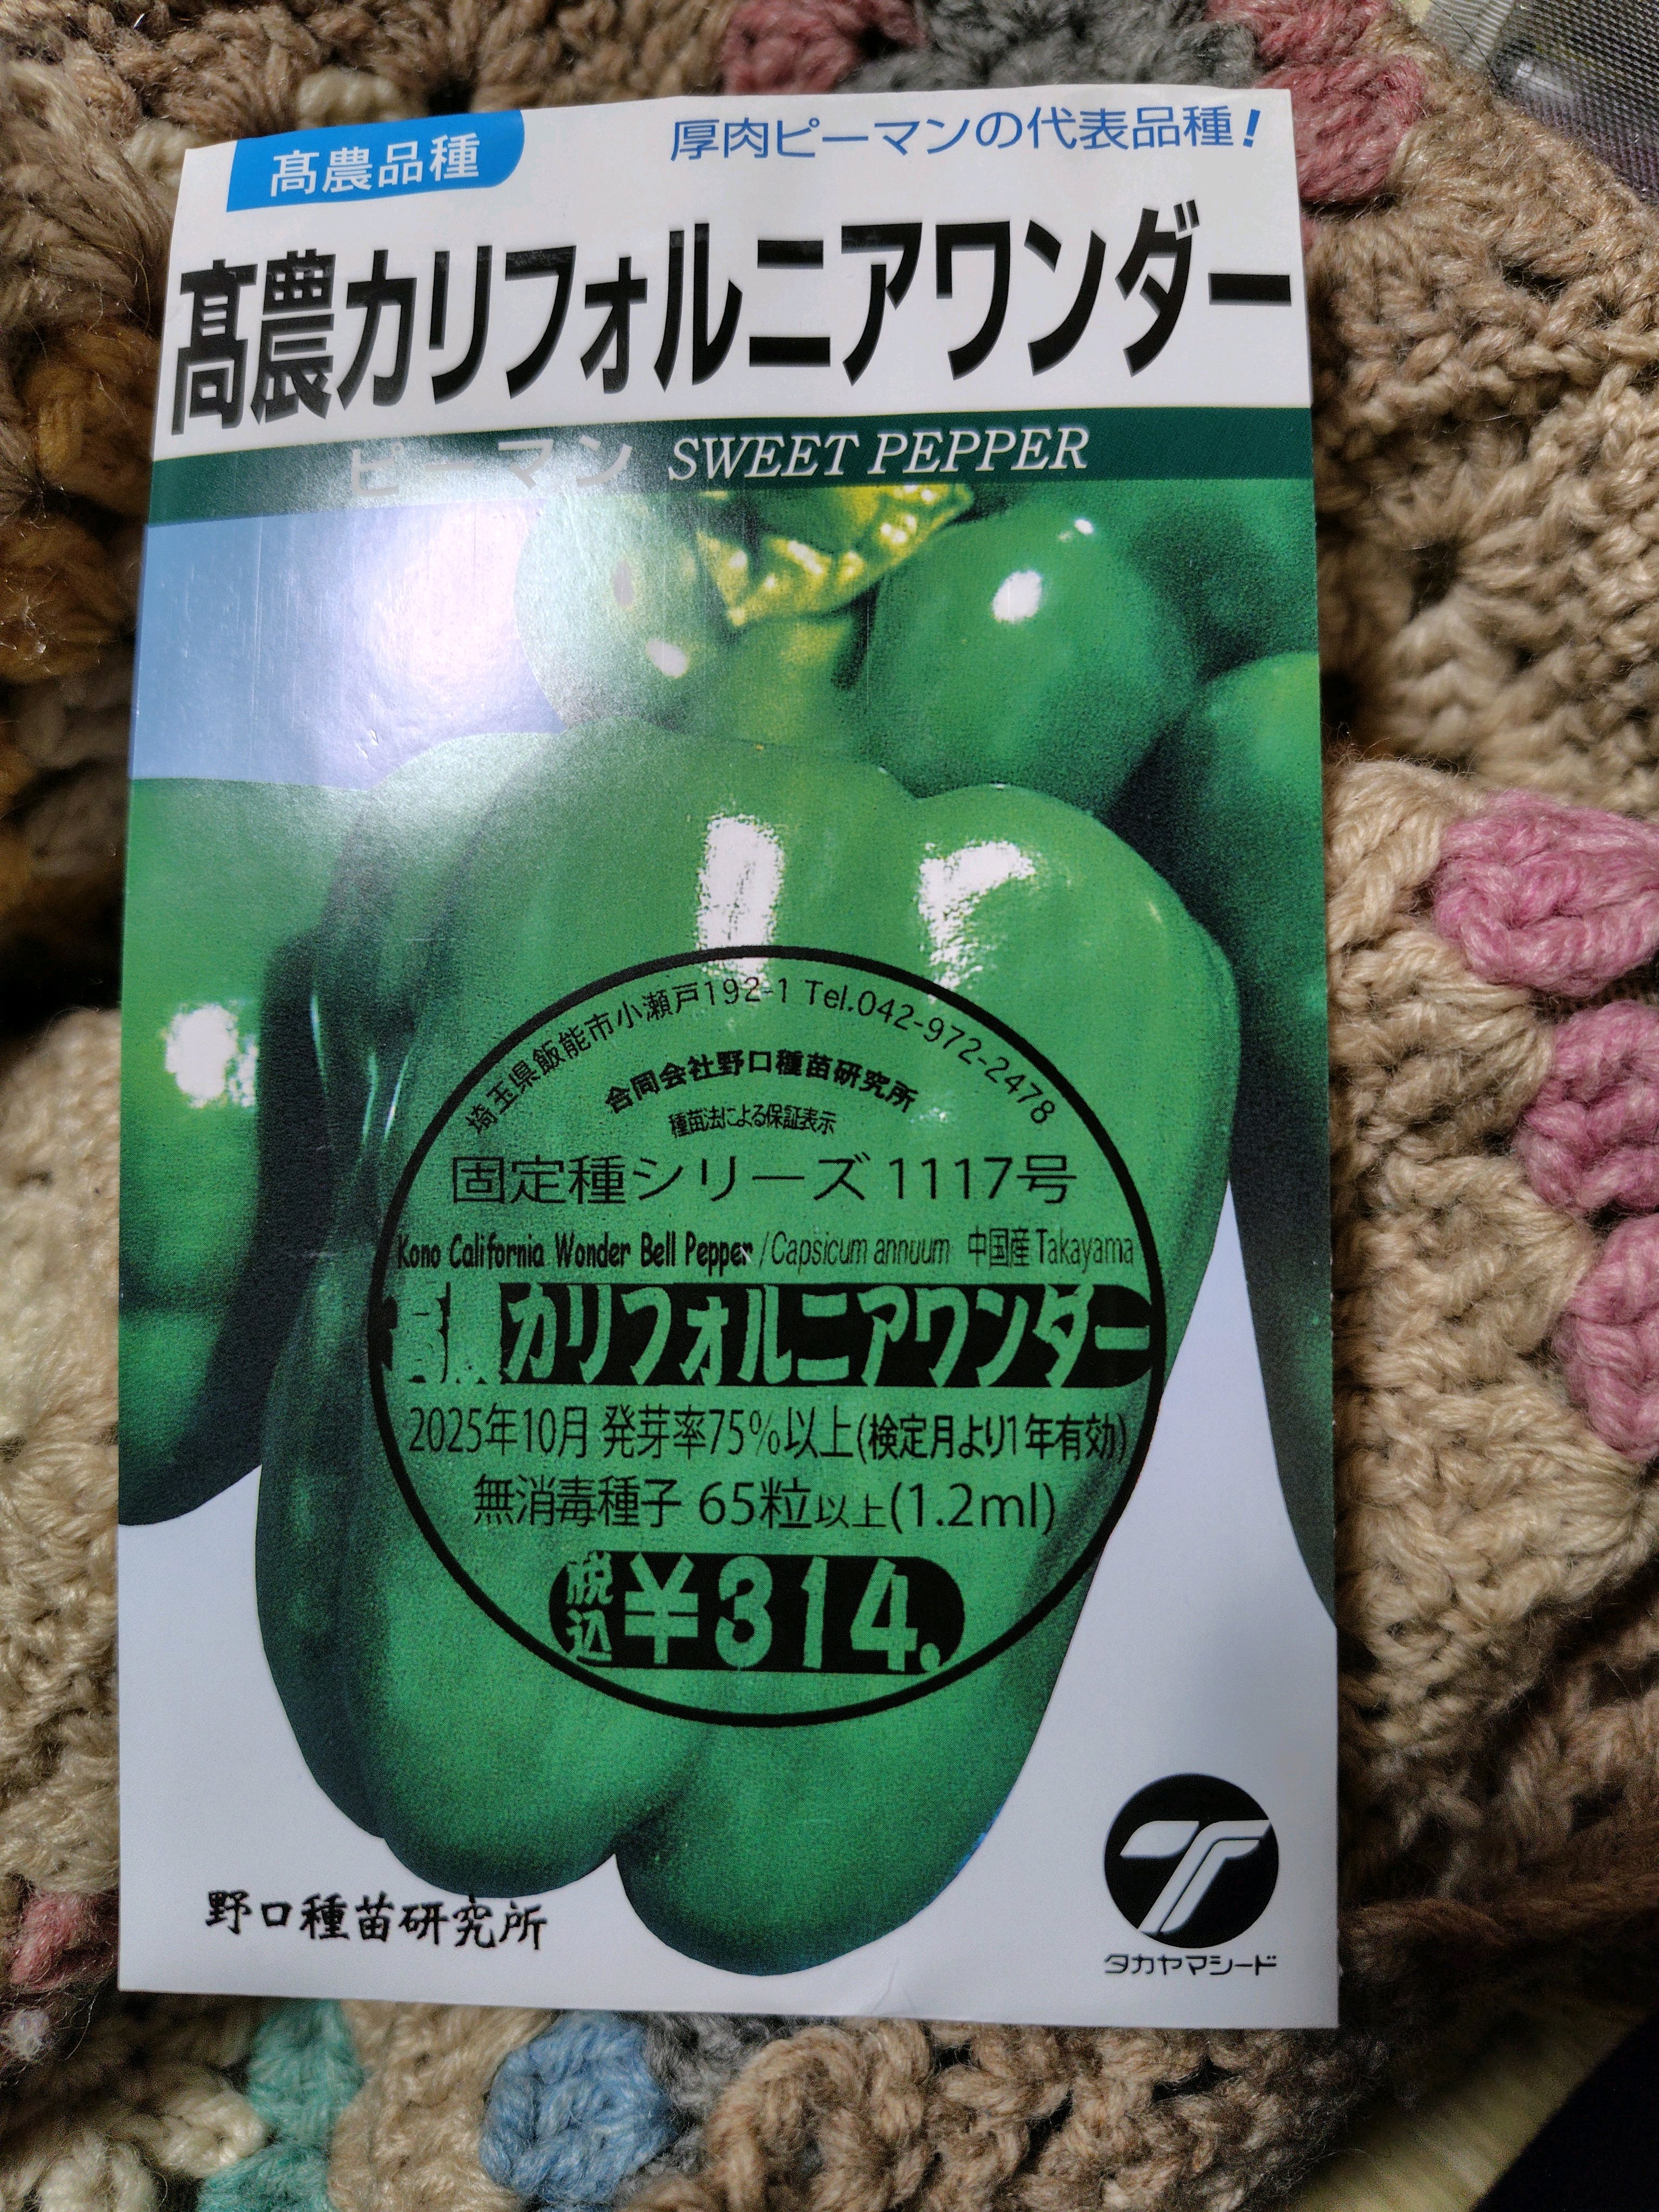 髙農品種
厚肉ピーマンの代表品種!
髙農カリフォルニアワンダー
ピーマン SWEET PEPPER
埼玉県飯能市小瀬戸192-1 Tel.042-972-2478
合同会社野口種苗研究所
種苗法による保証表示
固定種シリーズ 1117号
Kono California Wonder Bell Pepper / Capsicum annuum 中国産 Takayama
髙農カリフォルニアワンダー
2025年10月 発芽率75%以上(検定月より1年有効)
無消毒種子 65粒以上(1.2ml)
税込 ¥314.
野口種苗研究所
タカヤマシード